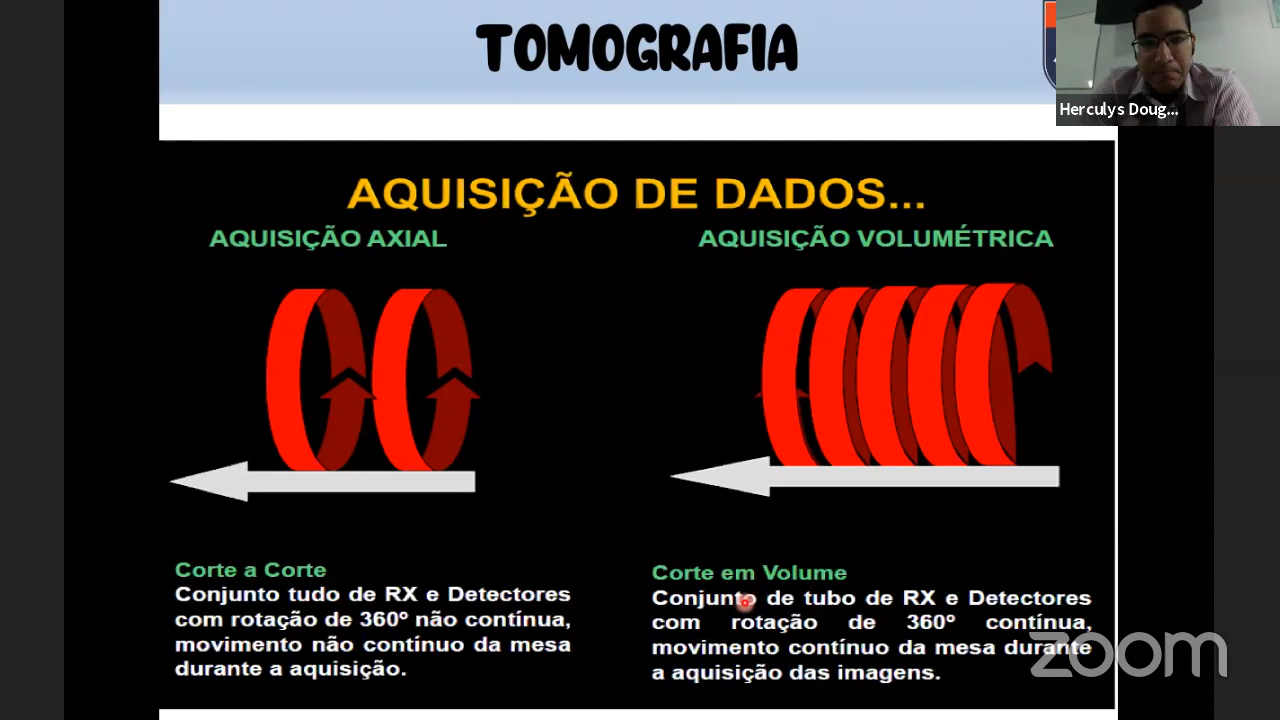 TOMOGRAFIA
Herculys Doug...
AQUISIÇÃO DE DADOS...
AQUISIÇÃO AXIAL
AQUISIÇÃO VOLUMÉTRICA
Corte a Corte
Conjunto tudo de RX e Detectores
com rotação de 360º não contínua,
movimento não contínuo da mesa
durante a aquisição.
Corte em Volume
Conjunto de tubo de RX e Detectores
com rotação de 360º contínua,
movimento contínuo da mesa durante
a aquisição das imagens.
zoom